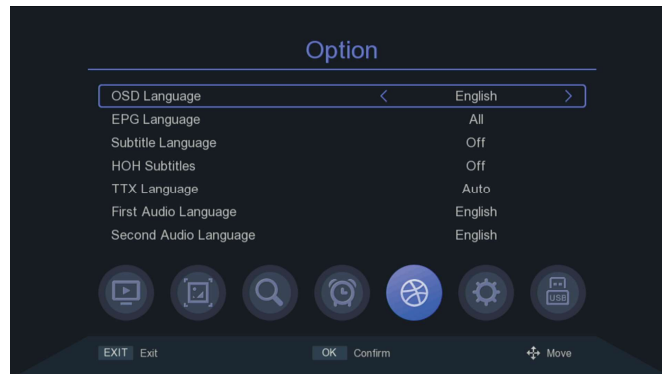 Option
OSD Language < English >
EPG Language All
Subtitle Language Off
HOH Subtitles Off
TTX Language Auto
First Audio Language English
Second Audio Language English
USB
EXIT Exit OK Confirm Move